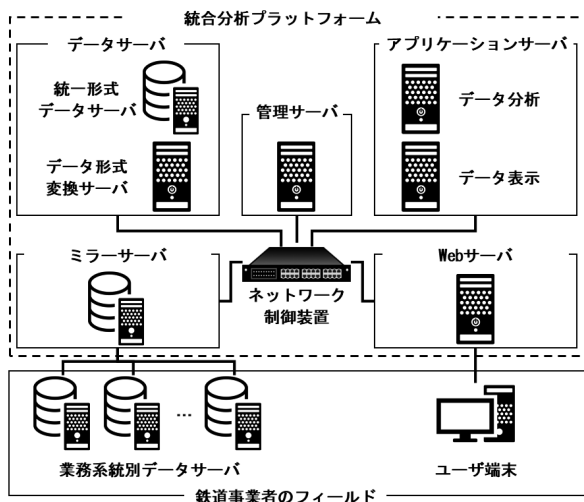 統合分析プラットフォーム
データサーバ
統一形式
データサーバ
データ形式
変換サーバ
管理サーバ
アプリケーションサーバ
データ分析
データ表示
ミラーサーバ
ネットワーク
制御装置
Webサーバ
...
業務系統別データサーバ
ユーザ端末
鉄道事業者のフィールド